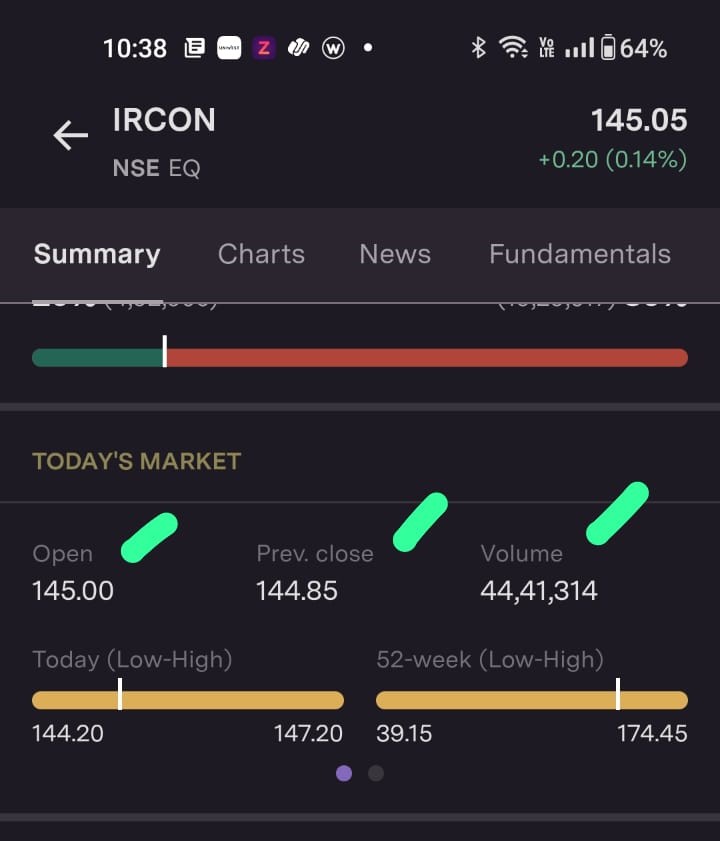 10:38 Vo LTE 64%
IRCON 145.05
NSE EQ +0.20 (0.14%)
Summary Charts News Fundamentals
TODAY'S MARKET
Open Prev. close Volume
145.00 144.85 44,41,314
Today (Low-High) 52-week (Low-High)
144.20 147.20 39.15 174.45